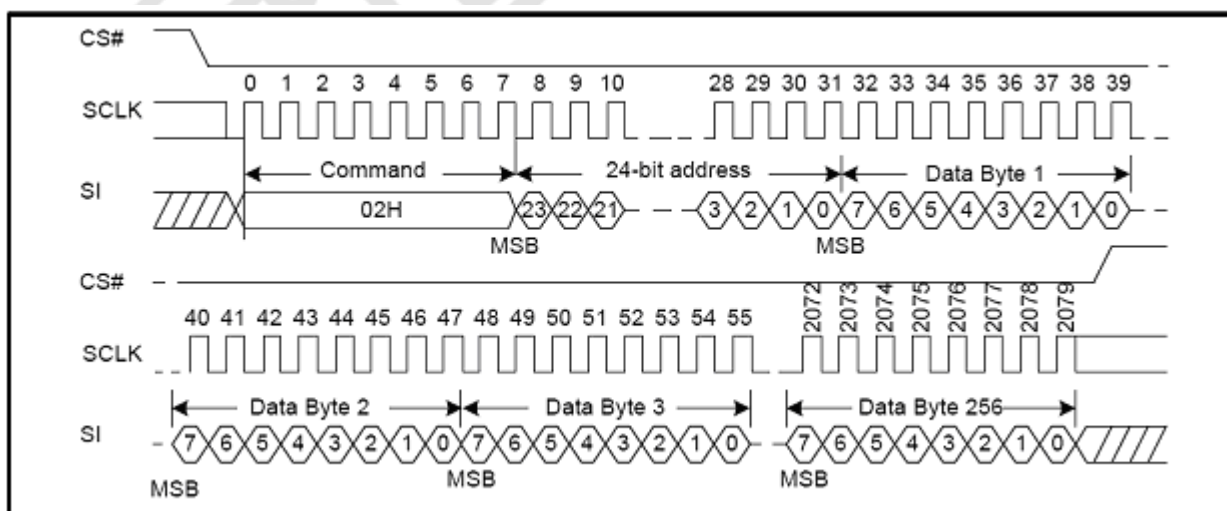 CS#
0 1 2 3 4 5 6 7 8 9 10 28 29 30 31 32 33 34 35 36 37 38 39
SCLK
Command 24-bit address Data Byte 1
SI
02H 23 22 21 3 2 1 0 7 6 5 4 3 2 1 0
MSB MSB
CS#
40 41 42 43 44 45 46 47 48 49 50 51 52 53 54 55 2072 2073 2074 2075 2076 2077 2078 2079
SCLK
Data Byte 2 Data Byte 3 Data Byte 256
SI
7 6 5 4 3 2 1 0 7 6 5 4 3 2 1 0 7 6 5 4 3 2 1 0
MSB MSB MSB